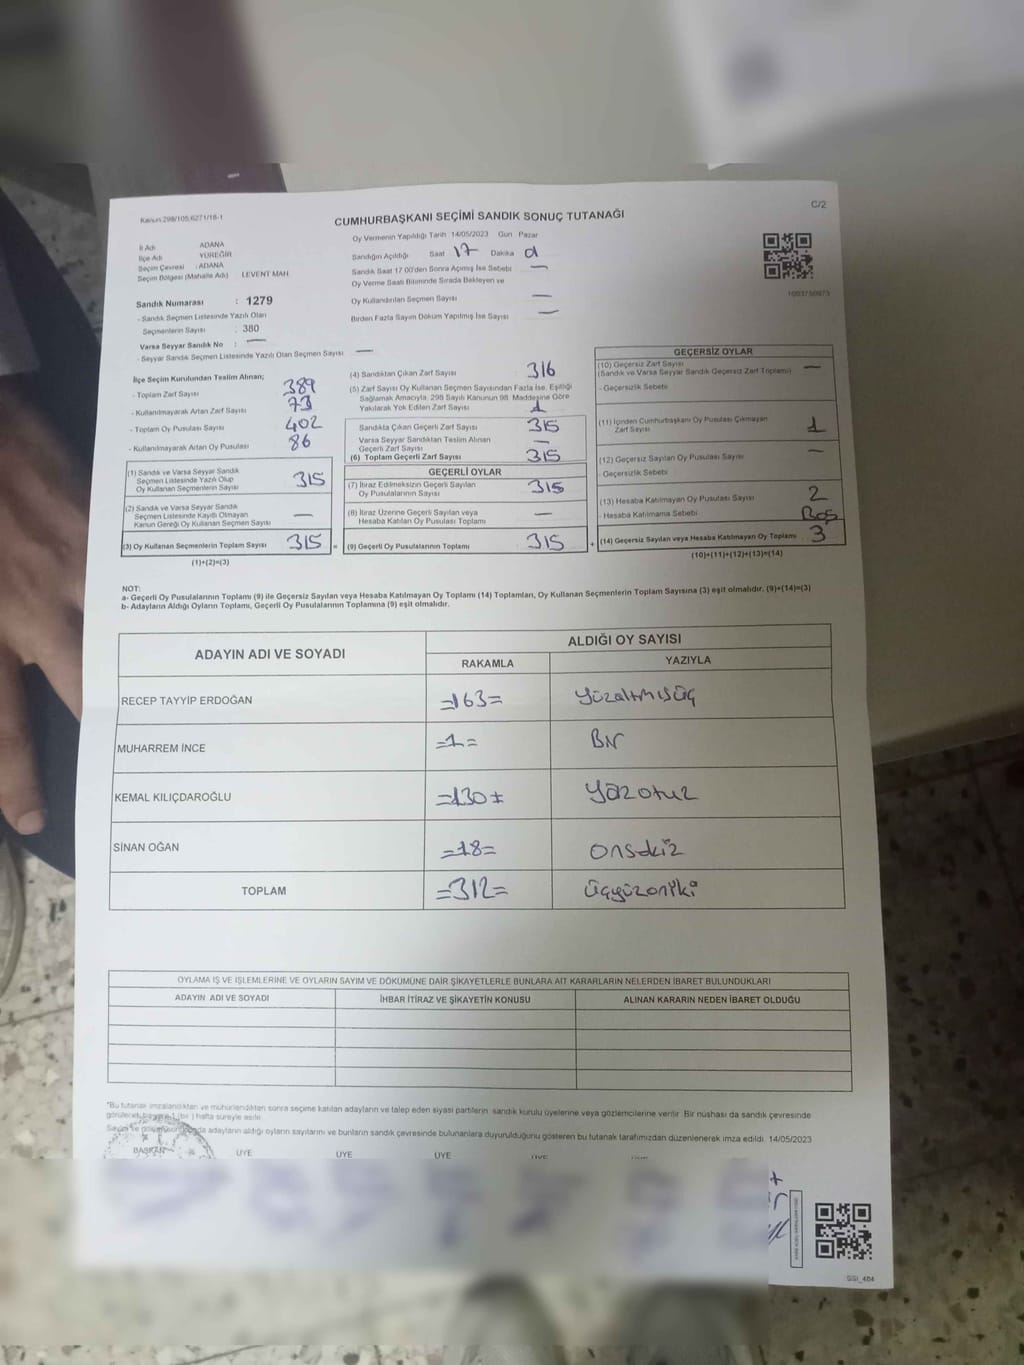 Kanun:298/105,6271/18-1
C/2
CUMHURBAŞKANI SEÇİMİ SANDIK SONUÇ TUTANAĞI
İl Adı ADANA
İlçe Adı YÜREĞİR
Seçim Çevresi : ADANA
Seçim Bölgesi (Mahalle Adı) LEVENT MAH
Sandık Numarası : 1279
- Sandık Seçmen Listesinde Yazılı Olan
Seçmenlerin Sayısı : 380
Varsa Seyyar Sandık No : —
- Seyyar Sandık Seçmen Listesinde Yazılı Olan Seçmen Sayısı —
Oy Vermenin Yapıldığı Tarih 14/05/2023 Gün Pazar
Sandığın Açıldığı Saat 17 Dakika
Sandık Saat 17:00'den Sonra Açılmış İse Sebebi —
Oy Verme Saati Bitiminde Sırada Bekleyen ve
Oy Kullandırılan Seçmen Sayısı —
Birden Fazla Sayım Döküm Yapılmış İse Sayısı —
1003750973
İlçe Seçim Kurulundan Teslim Alınan;
- Toplam Zarf Sayısı 389
- Kullanılmayarak Artan Zarf Sayısı 73
- Toplam Oy Pusulası Sayısı 402
- Kullanılmayarak Artan Oy Pusulası 86
(1) Sandık ve Varsa Seyyar Sandık
Seçmen Listesinde Yazılı Olup
Oy Kullanan Seçmenlerin Sayısı 315
(2) Sandık ve Varsa Seyyar Sandık
Seçmen Listesinde Kayıtlı Olmayan
Kanun Gereği Oy Kullanan Seçmen Sayısı —
(3) Oy Kullanan Seçmenlerin Toplam Sayısı 315 =
(1)+(2)=(3)
(4) Sandıktan Çıkan Zarf Sayısı 316
(5) Zarf Sayısı Oy Kullanan Seçmen Sayısından Fazla İse, Eşitliği
Sağlamak Amacıyla, 298 Sayılı Kanunun 98. Maddesine Göre
Yakılarak Yok Edilen Zarf Sayısı 1
Sandıkta Çıkan Geçerli Zarf Sayısı 315
Varsa Seyyar Sandıktan Teslim Alınan
Geçerli Zarf Sayısı —
(6) Toplam Geçerli Zarf Sayısı 315
GEÇERLİ OYLAR
(7) İtiraz Edilmeksizin Geçerli Sayılan
Oy Pusulalarının Sayısı 315
(8) İtiraz Üzerine Geçerli Sayılan veya
Hesaba Katılan Oy Pusulası Toplamı —
(9) Geçerli Oy Pusulalarının Toplamı 315 +
GEÇERSİZ OYLAR
(10) Geçersiz Zarf Sayısı
(Sandık ve Varsa Seyyar Sandık Geçersiz Zarf Toplamı) —
- Geçersizlik Sebebi
(11) İçinden Cumhurbaşkanı Oy Pusulası Çıkmayan
Zarf Sayısı 1
(12) Geçersiz Sayılan Oy Pusulası Sayısı —
- Geçersizlik Sebebi
(13) Hesaba Katılmayan Oy Pusulası Sayısı 2
- Hesaba Katılmama Sebebi Boş
(14) Geçersiz Sayılan veya Hesaba Katılmayan Oy Toplamı 3
(10)+(11)+(12)+(13)=(14)
NOT:
a- Geçerli Oy Pusulalarının Toplamı (9) ile Geçersiz Sayılan veya Hesaba Katılmayan Oy Toplamı (14) Toplamları, Oy Kullanan Seçmenlerin Toplam Sayısına (3) eşit olmalıdır. (9)+(14)=(3)
b- Adayların Aldığı Oyların Toplamı, Geçerli Oy Pusulalarının Toplamına (9) eşit olmalıdır.
ADAYIN ADI VE SOYADI
ALDIĞI OY SAYISI
RAKAMLA YAZIYLA
RECEP TAYYİP ERDOĞAN =163= Yüzaltmışüç
MUHARREM İNCE =1= Bir
KEMAL KILIÇDAROĞLU =130= Yüzotuz
SİNAN OĞAN =18= onsekiz
TOPLAM =312= üçyüzoniki
OYLAMA İŞ VE İŞLEMLERİNE VE OYLARIN SAYIM VE DÖKÜMÜNE DAİR ŞİKAYETLERLE BUNLARA AİT KARARLARIN NELERDEN İBARET BULUNDUKLARI
ADAYIN ADI VE SOYADI İHBAR İTİRAZ VE ŞİKAYETİN KONUSU ALINAN KARARIN NEDEN İBARET OLDUĞU
*Bu tutanak imzalandıktan ve mühürlendikten sonra seçime katılan adayların ve talep eden siyasi partilerin sandık kurulu üyelerine veya gözlemcilerine verilir. Bir nüshası da sandık çevresinde
görülecek bir yere 1 (bir) hafta süreyle asılır.
adayların aldığı oyların sayılarını ve bunların sandık çevresinde bulunanlara duyurulduğunu gösteren bu tutanak tarafımızdan düzenlenerek imza edildi. 14/05/2023
BAŞKAN ÜYE ÜYE ÜYE ÜYE
GSI_404